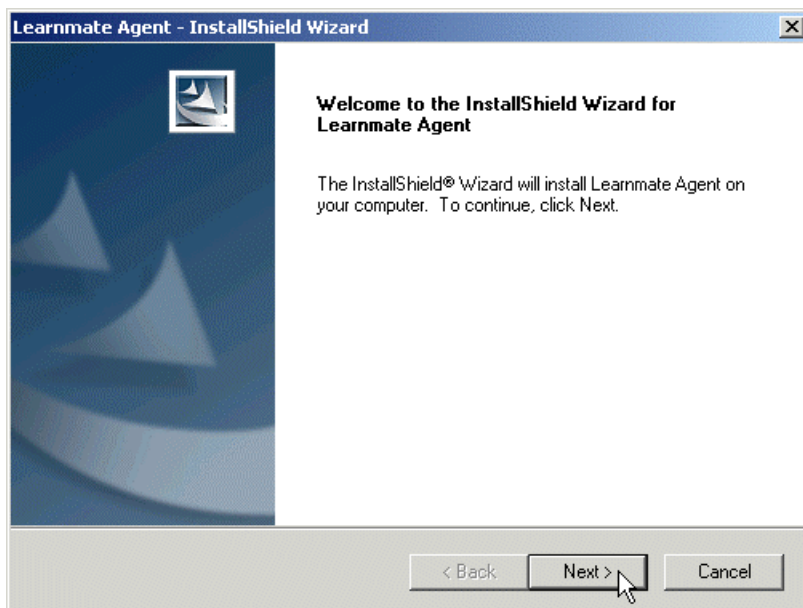 Learnmate Agent - InstallShield Wizard
Welcome to the InstallShield Wizard for
Learnmate Agent
The InstallShield® Wizard will install Learnmate Agent on
your computer.  To continue, click Next.
< Back
Next >
Cancel